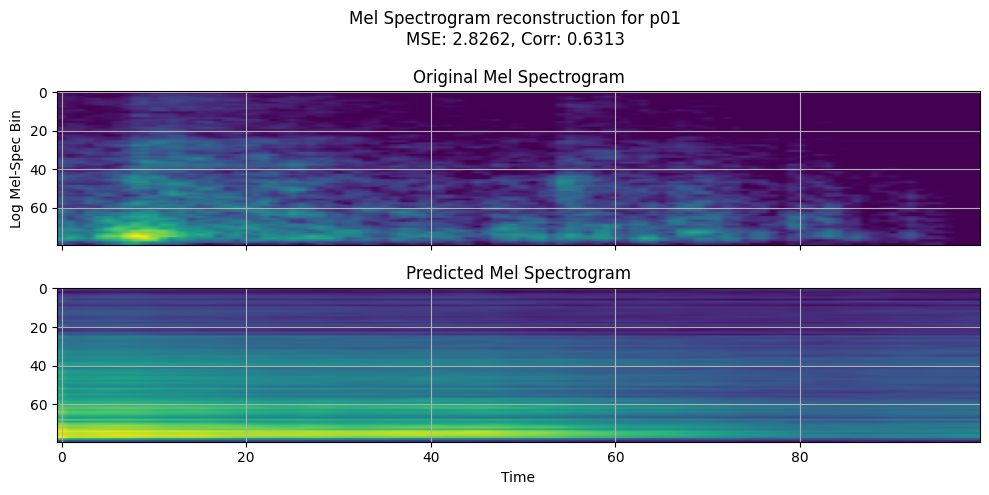 Mel Spectrogram reconstruction for p01
MSE: 2.8262, Corr: 0.6313
Original Mel Spectrogram
Log Mel-Spec Bin
0
20
40
60
Predicted Mel Spectrogram
0
20
40
60
0 20 40 60 80
Time